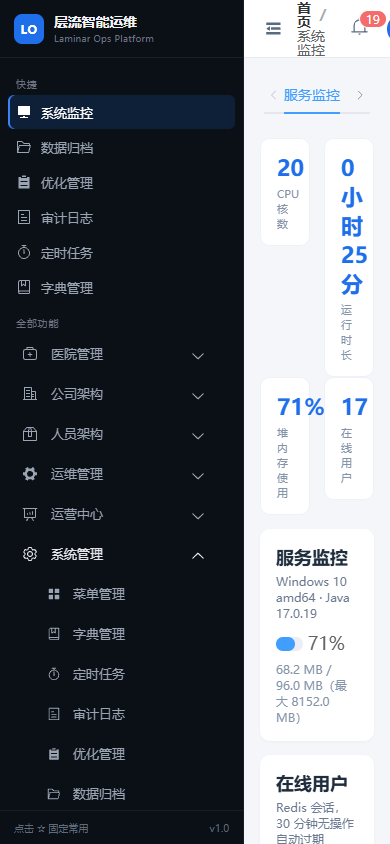 LO
层流智能运维
Laminar Ops Platform
快捷
系统监控
数据归档
优化管理
审计日志
定时任务
字典管理
全部功能
医院管理
公司架构
人员架构
运维管理
运营中心
系统管理
菜单管理
字典管理
定时任务
审计日志
优化管理
数据归档
点击 ☆ 固定常用
v1.0
首
页 /
系统
监控
19
服务监控
20
CPU
核
数
0
小
时
25
分
运
行
时
长
71%
堆
内
存
使
用
17
在
线
用
户
服务监控
Windows 10
amd64 · Java
17.0.19
71%
68.2 MB /
96.0 MB（最
大 8152.0
MB）
在线用户
Redis 会话，
30 分钟无操作
自动过期